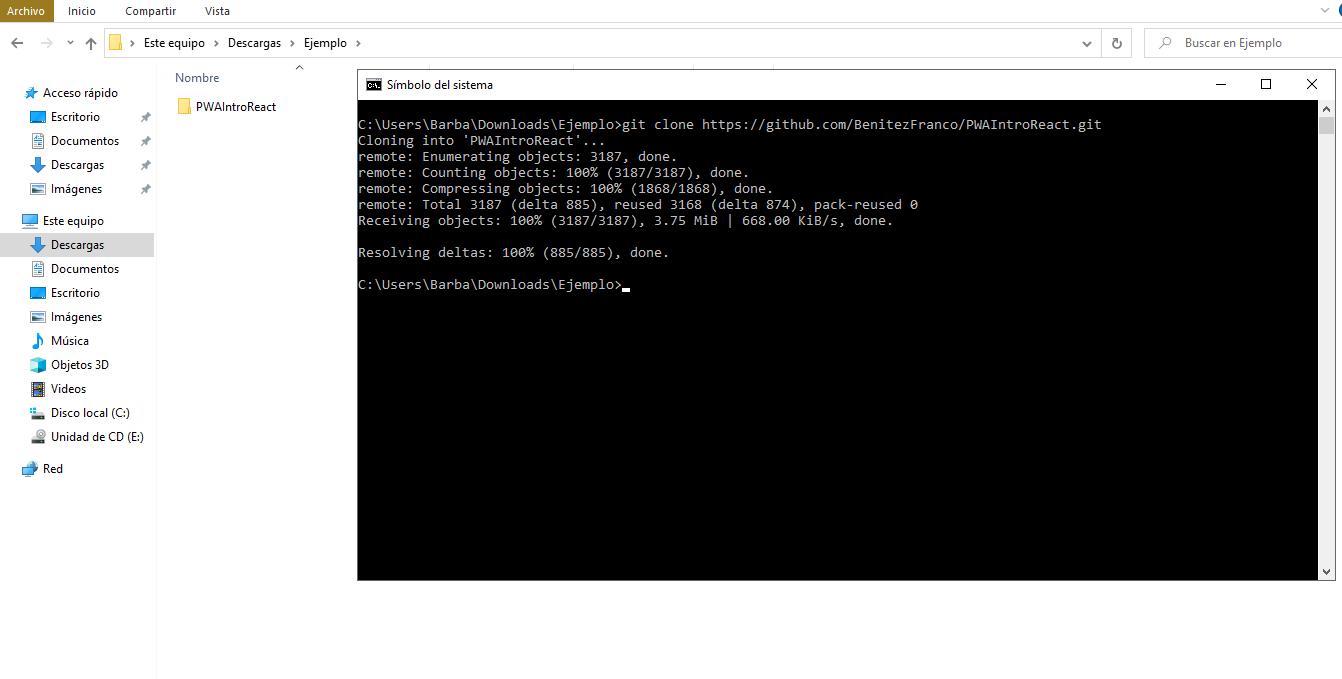 Archivo Inicio Compartir Vista
Este equipo Descargas Ejemplo
Buscar en Ejemplo
Acceso rápido
Escritorio
Documentos
Descargas
Imágenes
Este equipo
Descargas
Documentos
Escritorio
Imágenes
Música
Objetos 3D
Videos
Disco local (C:)
Unidad de CD (E:)
Red
Nombre
PWAIntroReact
C:\. Símbolo del sistema
C:\Users\Barba\Downloads\Ejemplo>git clone https://github.com/BenitezFranco/PWAIntroReact.git
Cloning into 'PWAIntroReact'...
remote: Enumerating objects: 3187, done.
remote: Counting objects: 100% (3187/3187), done.
remote: Compressing objects: 100% (1868/1868), done.
remote: Total 3187 (delta 885), reused 3168 (delta 874), pack-reused 0
Receiving objects: 100% (3187/3187), 3.75 MiB | 668.00 KiB/s, done.
Resolving deltas: 100% (885/885), done.
C:\Users\Barba\Downloads\Ejemplo>